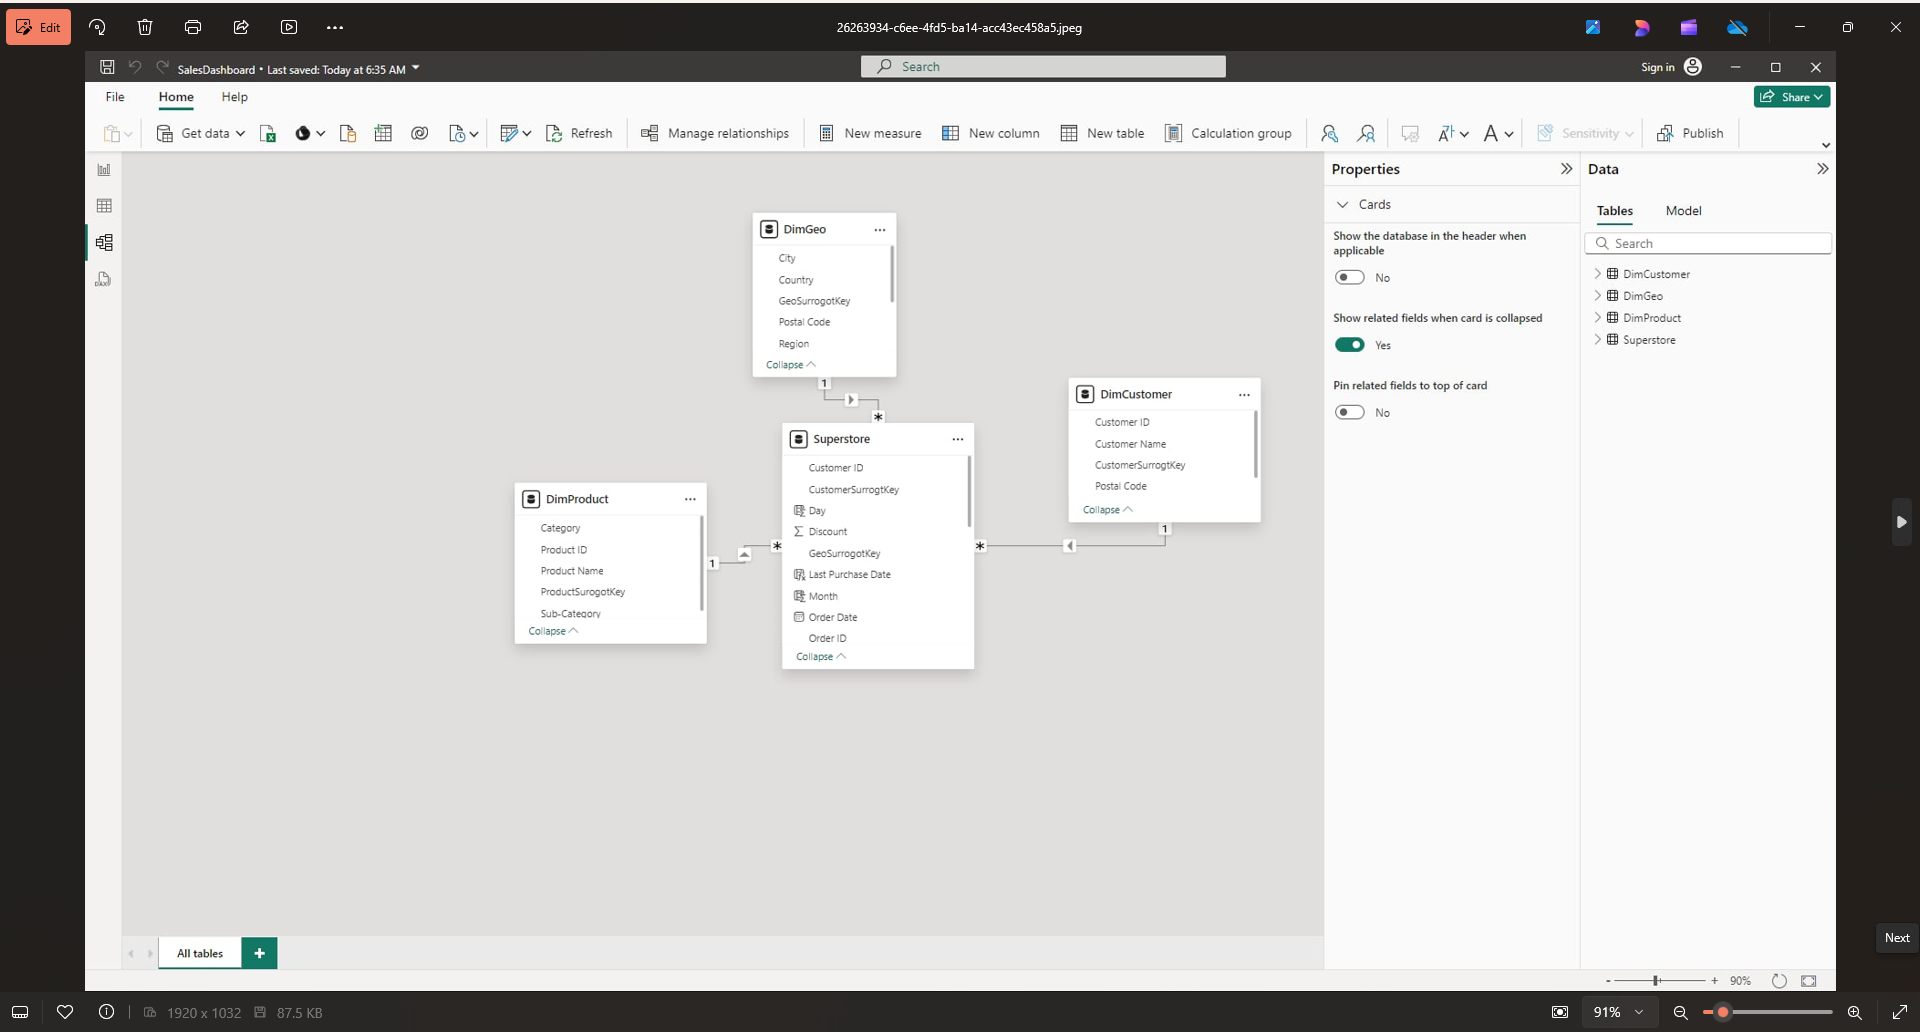 Edit
26263934-c6ee-4fd5-ba14-acc43ec458a5.jpeg
SalesDashboard • Last saved: Today at 6:35 AM
Search
Sign in
File
Home
Help
Share
Get data
Refresh
Manage relationships
New measure
New column
New table
Calculation group
Sensitivity
Publish
DimGeo
City
Country
GeoSurrogotKey
Postal Code
Region
Collapse
1
*
Superstore
Customer ID
CustomerSurrogtKey
Day
Discount
GeoSurrogotKey
Last Purchase Date
Month
Order Date
Order ID
Collapse
DimProduct
Category
Product ID
Product Name
ProductSurogotKey
Sub-Category
Collapse
1
*
DimCustomer
Customer ID
Customer Name
CustomerSurrogtKey
Postal Code
Collapse
1
*
Properties
Cards
Show the database in the header when
applicable
No
Show related fields when card is collapsed
Yes
Pin related fields to top of card
No
Data
Tables
Model
Search
DimCustomer
DimGeo
DimProduct
Superstore
All tables
+
Next
- + 90%
1920 x 1032
87.5 KB
91%